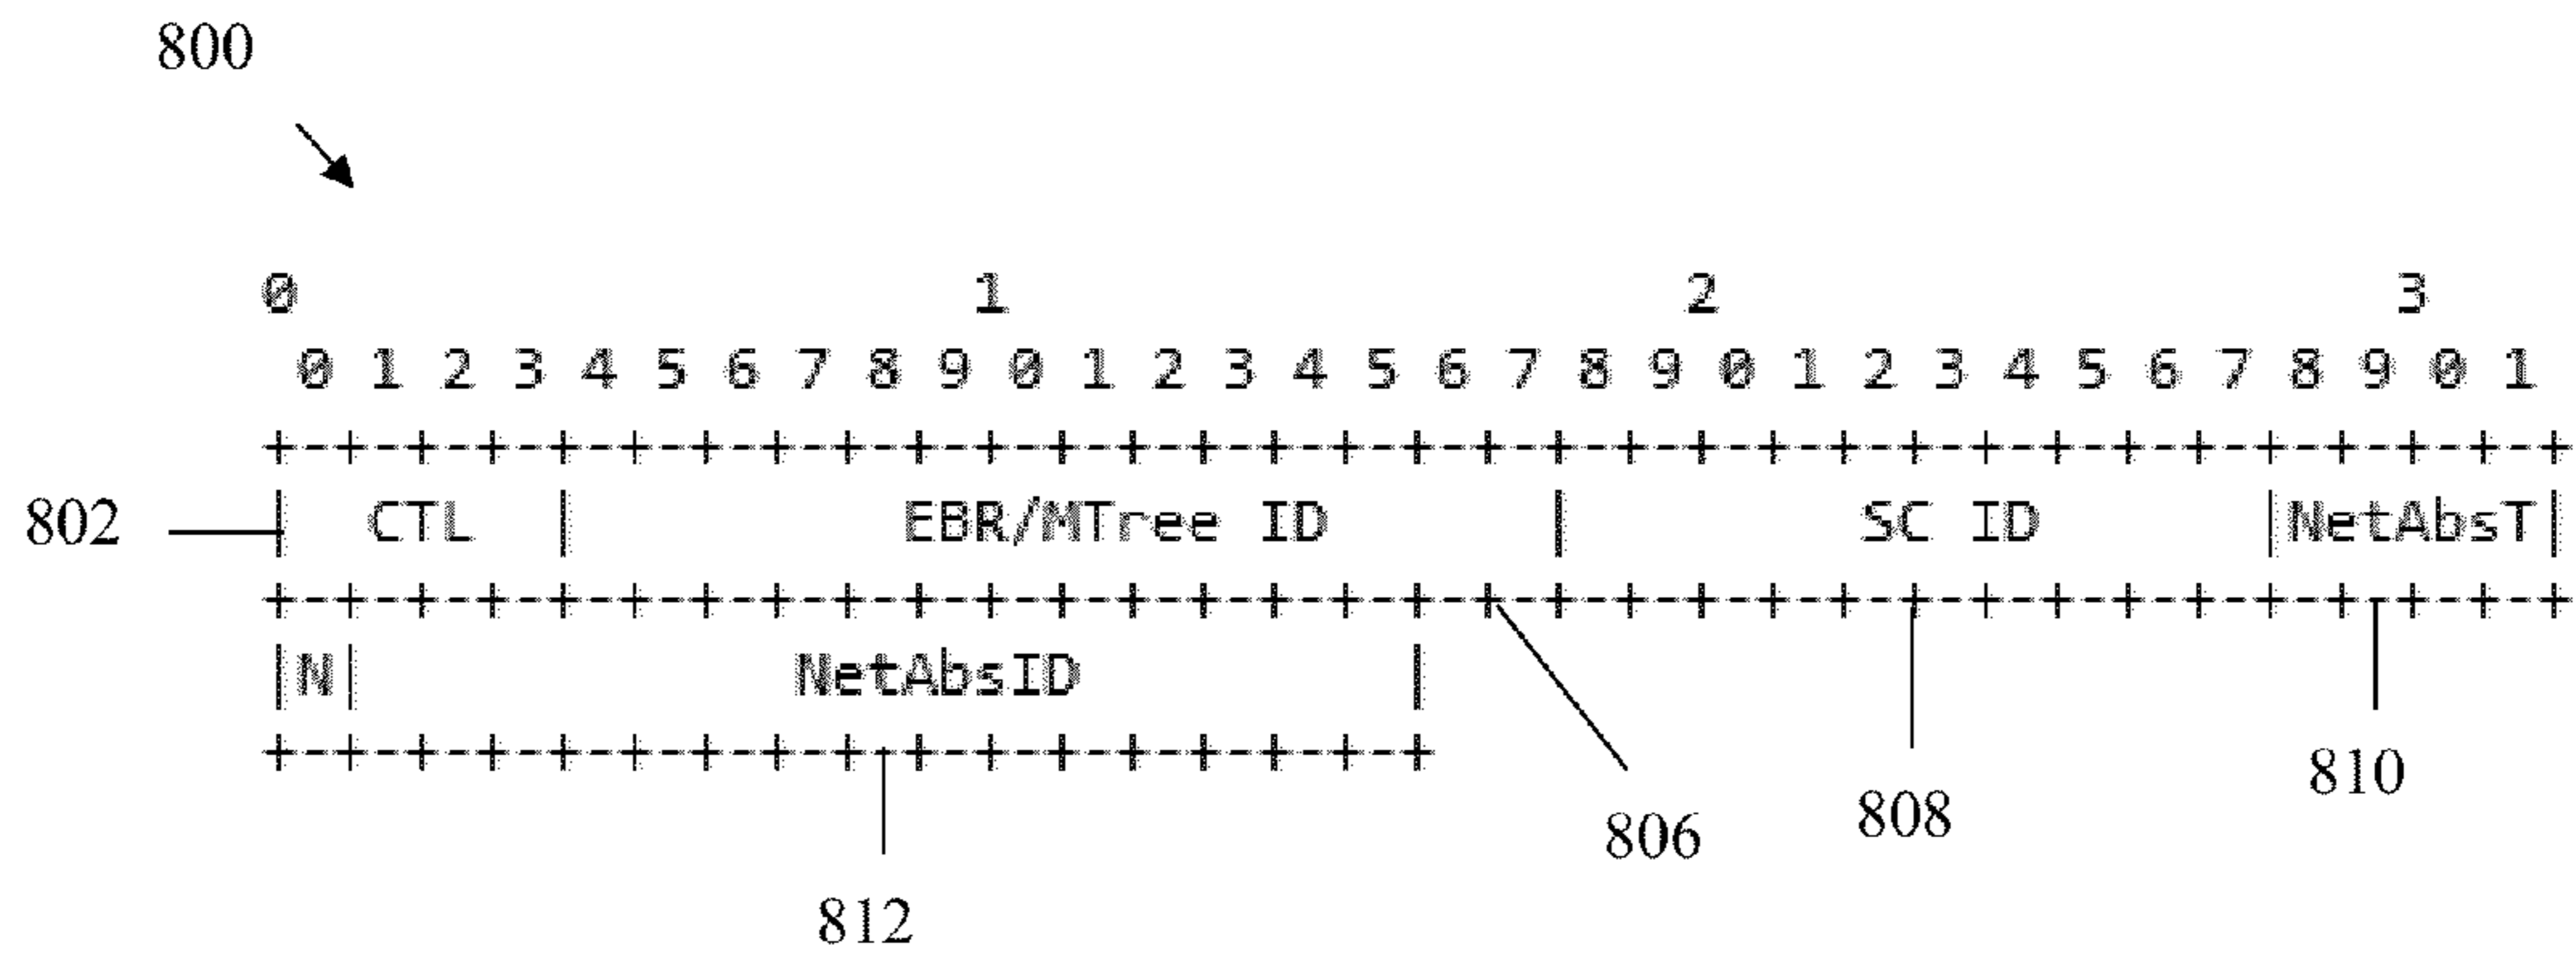 800
0 1 2 3
0 1 2 3 4 5 6 7 8 9 0 1 2 3 4 5 6 7 8 9 0 1 2 3 4 5 6 7 8 9 0 1
+-+-+-+-+-+-+-+-+-+-+-+-+-+-+-+-+-+-+-+-+-+-+-+-+-+-+-+-+-+-+-+-+
802 | CTL | EBR/MTree ID | SC ID |NetAbsT|
+-+-+-+-+-+-+-+-+-+-+-+-+-+-+-+-+-+-+-+-+-+-+-+-+-+-+-+-+-+-+-+-+
|N| NetAbsID |
+-+-+-+-+-+-+-+-+-+-+-+-+-+-+-+-+
810
808
806
812